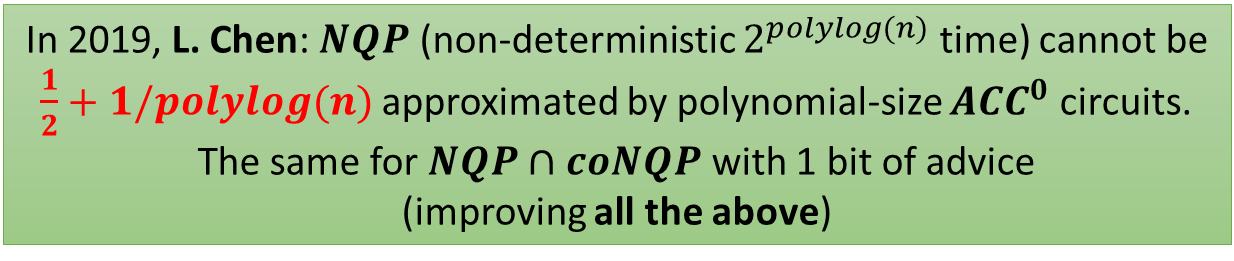 In 2019, L. Chen: NQP (non-deterministic 2^{polylog(n)} time) cannot be
1/2 + 1/polylog(n) approximated by polynomial-size ACC^0 circuits.
The same for NQP ∩ coNQP with 1 bit of advice
(improving all the above)